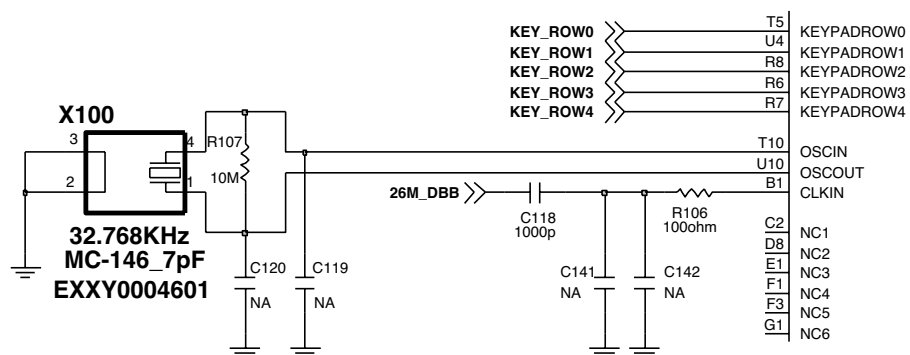 KEY_ROW0 T5 KEYPADROW0
KEY_ROW1 U4 KEYPADROW1
KEY_ROW2 R8 KEYPADROW2
KEY_ROW3 R6 KEYPADROW3
KEY_ROW4 R7 KEYPADROW4
X100
3 4 R107
10M
2 1
T10 OSCIN
U10 OSCOUT
26M_DBB B1 CLKIN
C118
1000p
R106
100ohm
32.768KHz
MC-146_7pF
EXXY0004601
C120
NA
C119
NA
C141
NA
C142
NA
C2 NC1
D8 NC2
E1 NC3
F1 NC4
F3 NC5
G1 NC6